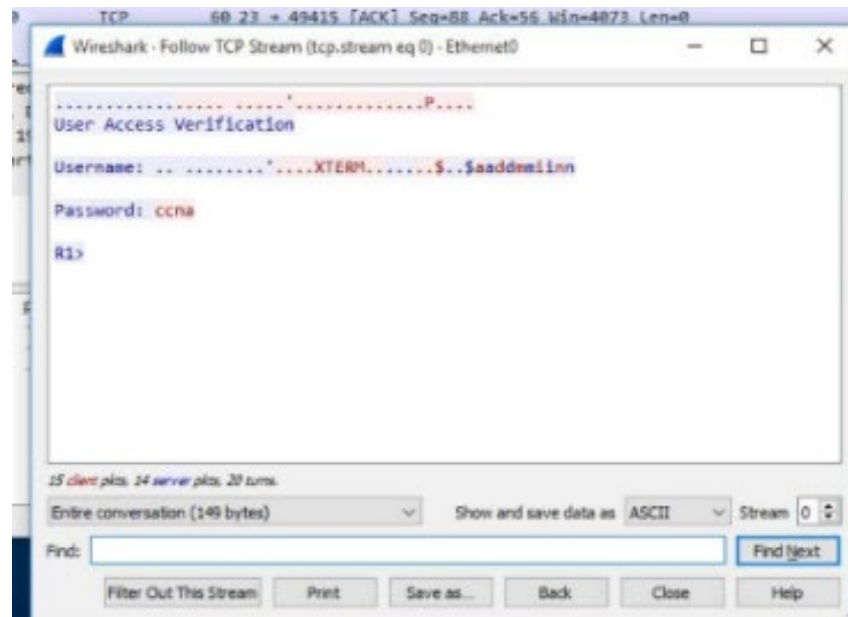 TCP 60 23 → 49415 [ACK] Seq=88 Ack=56 Win=4073 Len=0
Wireshark · Follow TCP Stream (tcp.stream eq 0) · Ethernet0
................. .....'.............P....
User Access Verification
Username: .. ........'....XTERM.......$..$aaddmmiinn
Password: ccna
R1>
15 client pkts, 14 server pkts, 20 turns.
Entire conversation (149 bytes)
Show and save data as ASCII
Stream 0
Find:
Find Next
Filter Out This Stream
Print
Save as...
Back
Close
Help